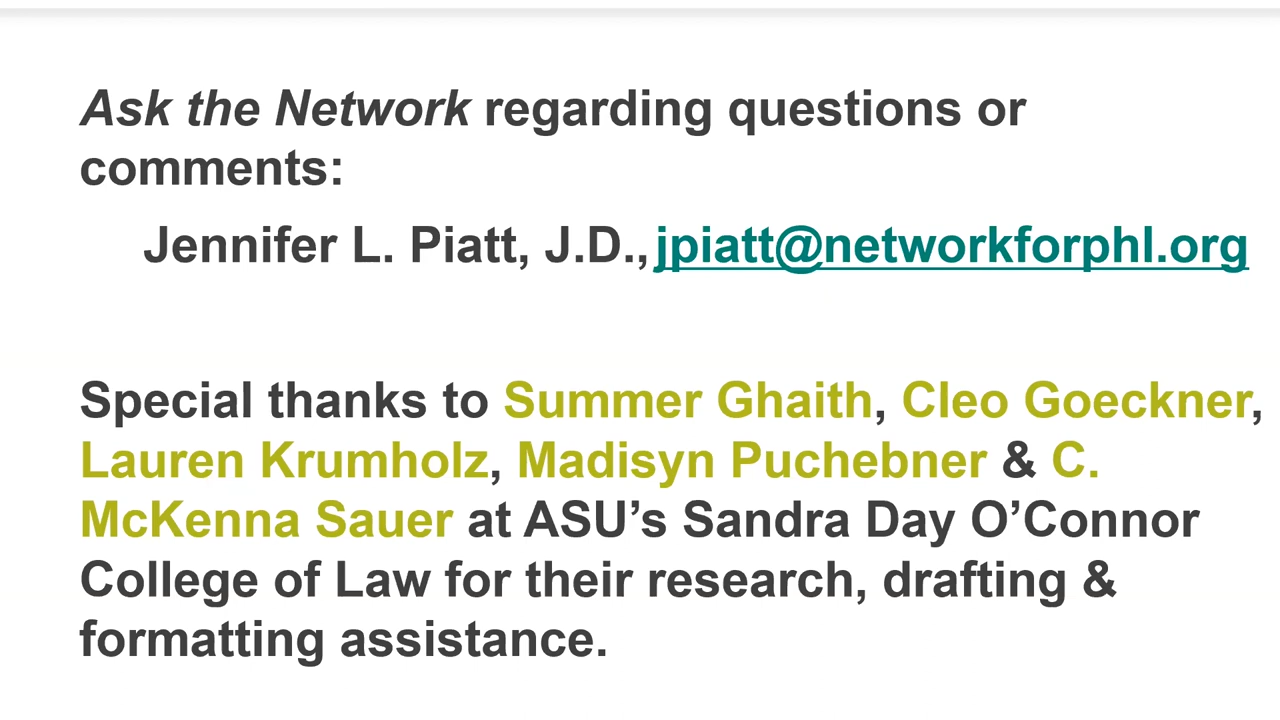 Ask the Network regarding questions or
comments:
Jennifer L. Piatt, J.D., jpiatt@networkforphl.org
Special thanks to Summer Ghaith, Cleo Goeckner,
Lauren Krumholz, Madisyn Puchebner & C.
McKenna Sauer at ASU’s Sandra Day O’Connor
College of Law for their research, drafting &
formatting assistance.